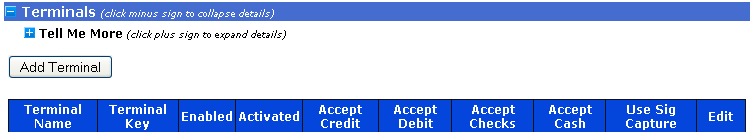 Terminals (click minus sign to collapse details)
Tell Me More (click plus sign to expand details)
Add Terminal
Terminal Name Terminal Key Enabled Activated Accept Credit Accept Debit Accept Checks Accept Cash Use Sig Capture Edit